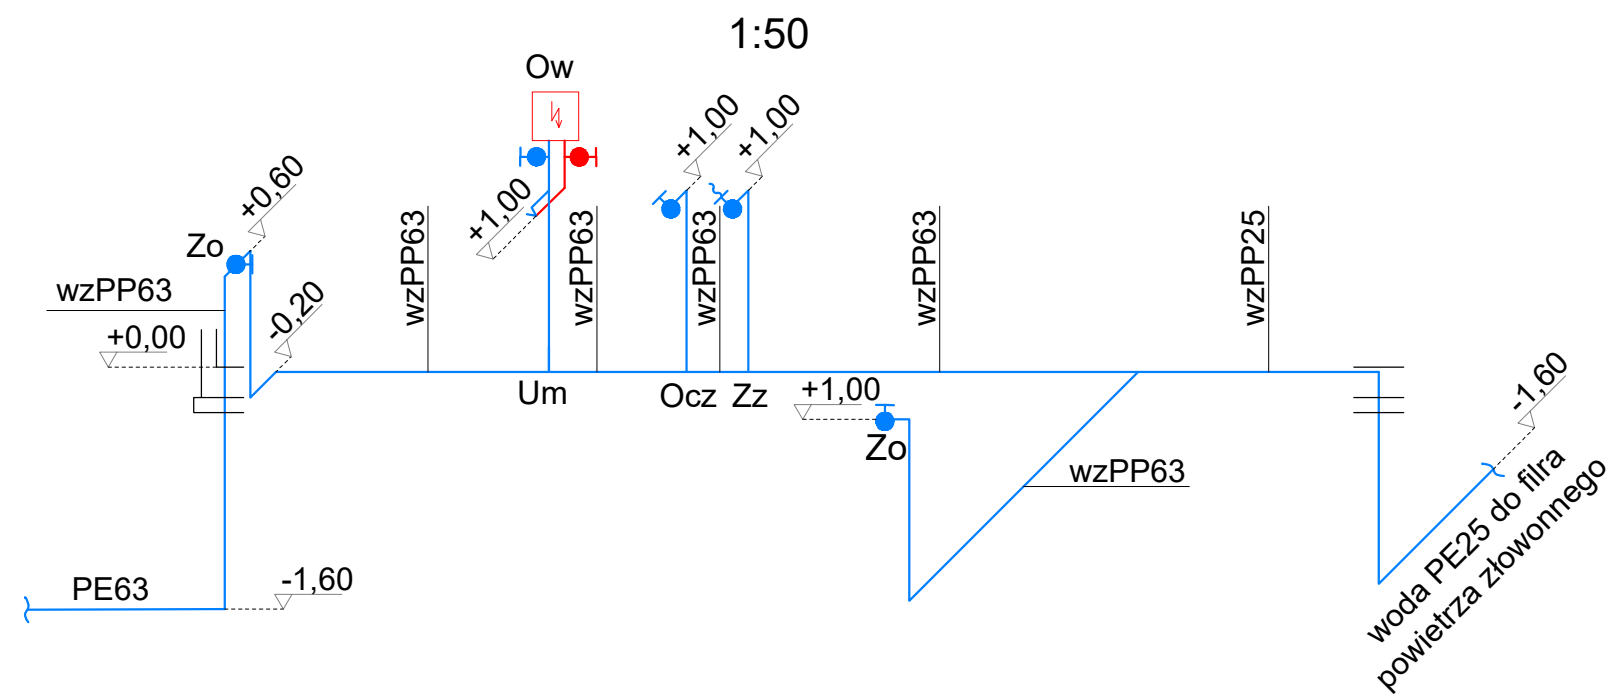 1:50
Ow
+1,00
+1,00
+0,60
+1,00
Zo
wzPP63
wzPP63
wzPP63
wzPP63
wzPP63
wzPP25
-0,20
+0,00
Um
Ocz
Zz
+1,00
Zo
-1,60
wzPP63
woda PE25 do filra
powietrza złowonnego
PE63
-1,60